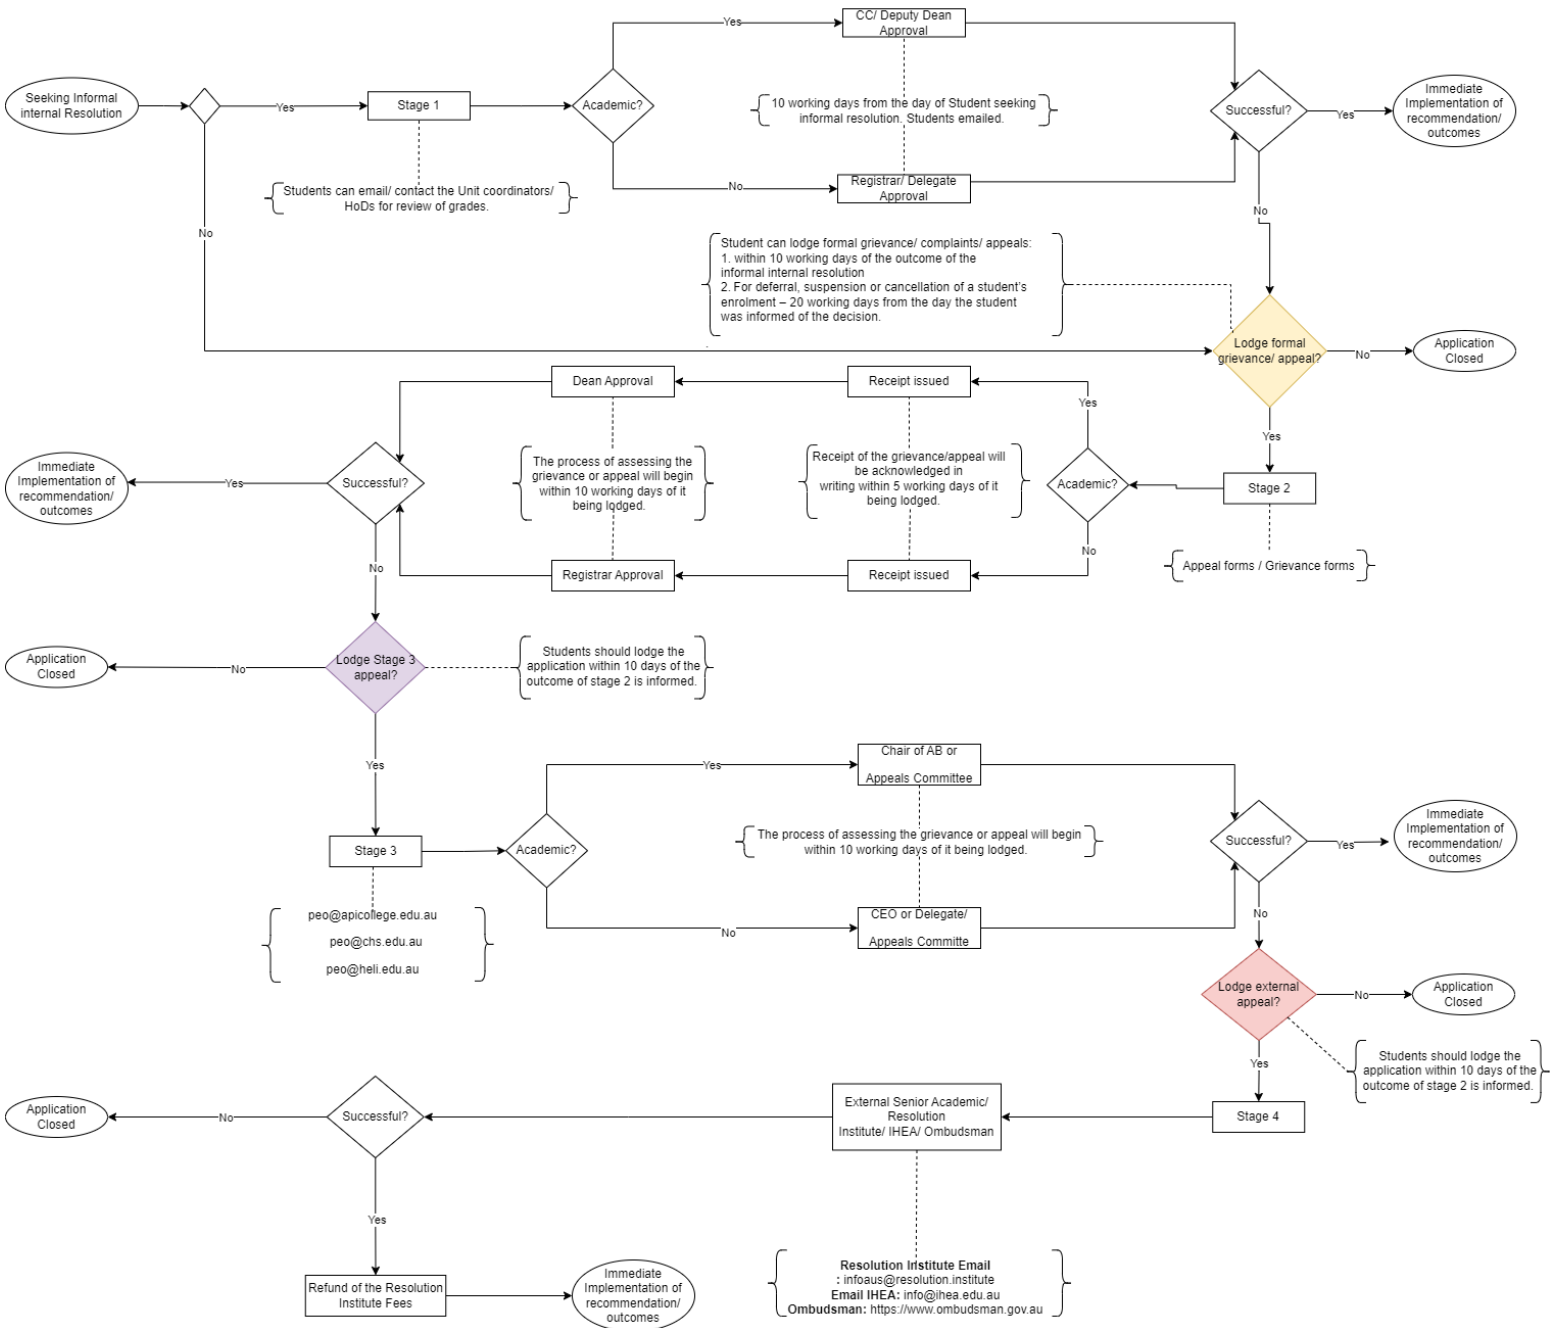 CC/ Deputy Dean
Approval
Yes
Seeking Informal
internal Resolution
Yes
Stage 1
Academic?
10 working days from the day of Student seeking
informal resolution. Students emailed.
Successful?
Yes
Immediate
Implementation of
recommendation/
outcomes
Students can email/ contact the Unit coordinators/
HoDs for review of grades.
No
Registrar/ Delegate
Approval
No
No
Student can lodge formal grievance/ complaints/ appeals:
1. within 10 working days of the outcome of the
informal internal resolution
2. For deferral, suspension or cancellation of a student's
enrolment – 20 working days from the day the student
was informed of the decision.
Lodge formal
grievance/ appeal?
No
Application
Closed
Dean Approval
Receipt issued
Yes
Yes
Immediate
Implementation of
recommendation/
outcomes
Yes
Successful?
The process of assessing the
grievance or appeal will begin
within 10 working days of it
being lodged.
Receipt of the grievance/appeal will
be acknowledged in
writing within 5 working days of it
being lodged.
Academic?
Stage 2
No
No
Registrar Approval
Receipt issued
Appeal forms / Grievance forms
Application
Closed
No
Lodge Stage 3
appeal?
Students should lodge the
application within 10 days of the
outcome of stage 2 is informed.
Yes
Yes
Chair of AB or
Appeals Committee
Stage 3
Academic?
The process of assessing the grievance or appeal will begin
within 10 working days of it being lodged.
Successful?
Yes
Immediate
Implementation of
recommendation/
outcomes
peo@apicollege.edu.au
peo@chs.edu.au
peo@heli.edu.au
No
CEO or Delegate/
Appeals Committe
No
Lodge external
appeal?
No
Application
Closed
Students should lodge the
application within 10 days of the
outcome of stage 2 is informed.
Yes
Application
Closed
No
Successful?
External Senior Academic/
Resolution
Institute/ IHEA/ Ombudsman
Stage 4
Yes
Refund of the Resolution
Institute Fees
Immediate
Implementation of
recommendation/
outcomes
Resolution Institute Email
: infoaus@resolution.institute
Email IHEA: info@ihea.edu.au
Ombudsman: https://www.ombudsman.gov.au